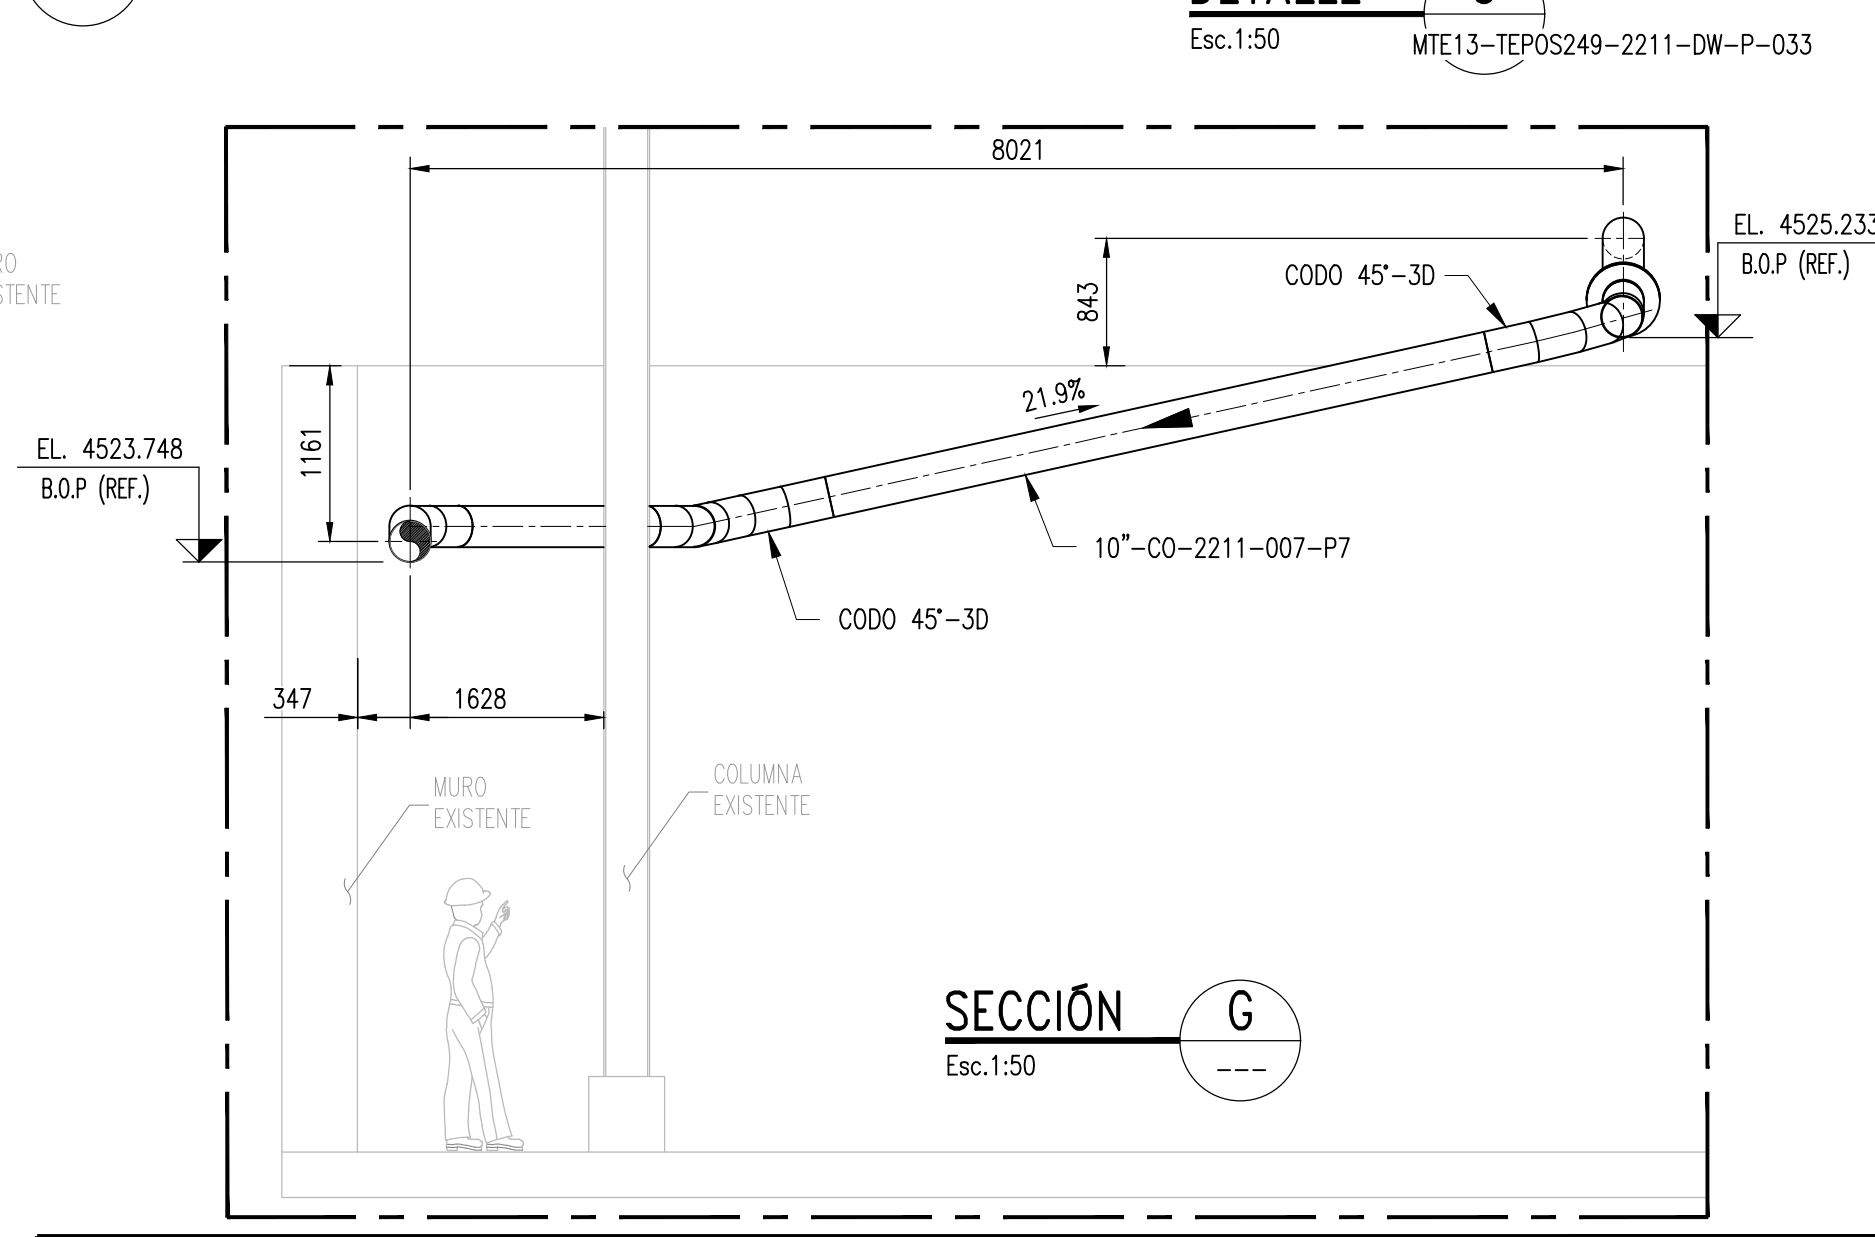 Esc.1:50
MTE13-TEPOS249-2211-DW-P-033
8021
EL. 4525.233
B.O.P (REF.)
CODO 45°-3D
843
21.9%
1161
EL. 4523.748
B.O.P (REF.)
10"-CO-2211-007-P7
CODO 45°-3D
347
1628
MURO
EXISTENTE
COLUMNA
EXISTENTE
SECCIÓN
G
Esc.1:50
---